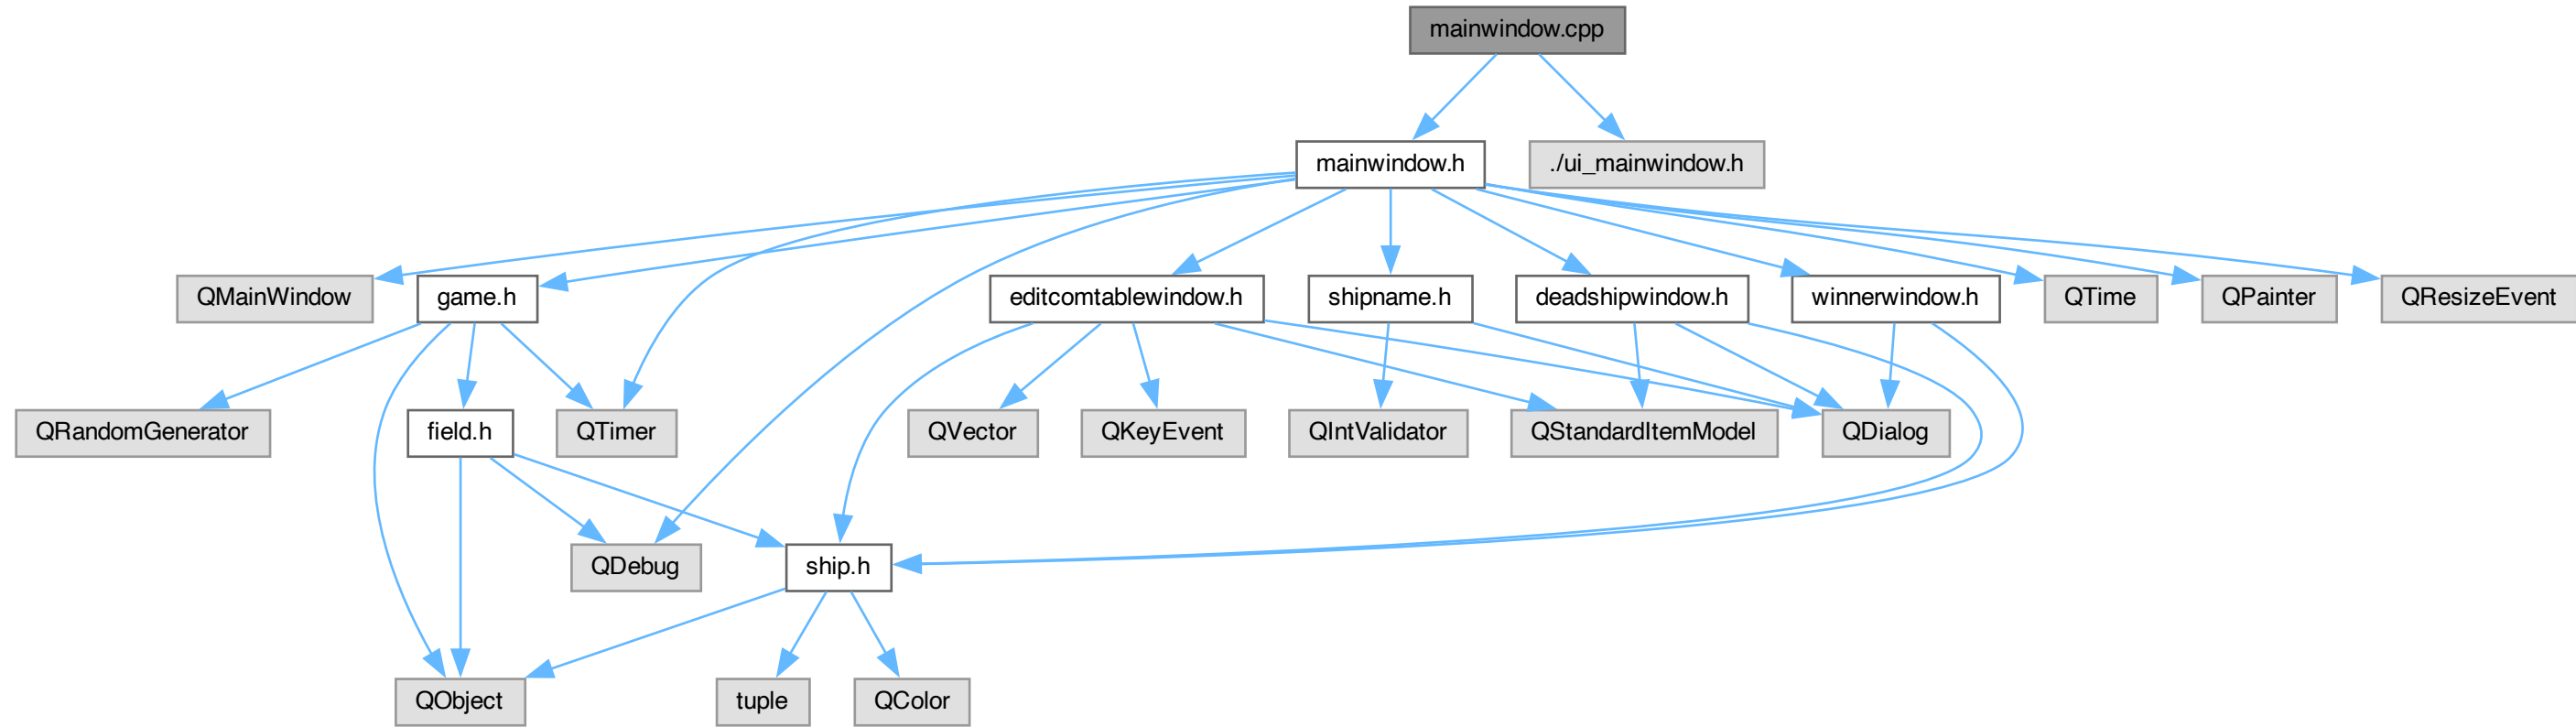 mainwindow.cpp
mainwindow.h
./ui_mainwindow.h
QMainWindow
game.h
editcomtablewindow.h
shipname.h
deadshipwindow.h
winnerwindow.h
QTime
QPainter
QResizeEvent
QRandomGenerator
field.h
QTimer
QVector
QKeyEvent
QIntValidator
QStandardItemModel
QDialog
QDebug
ship.h
QObject
tuple
QColor